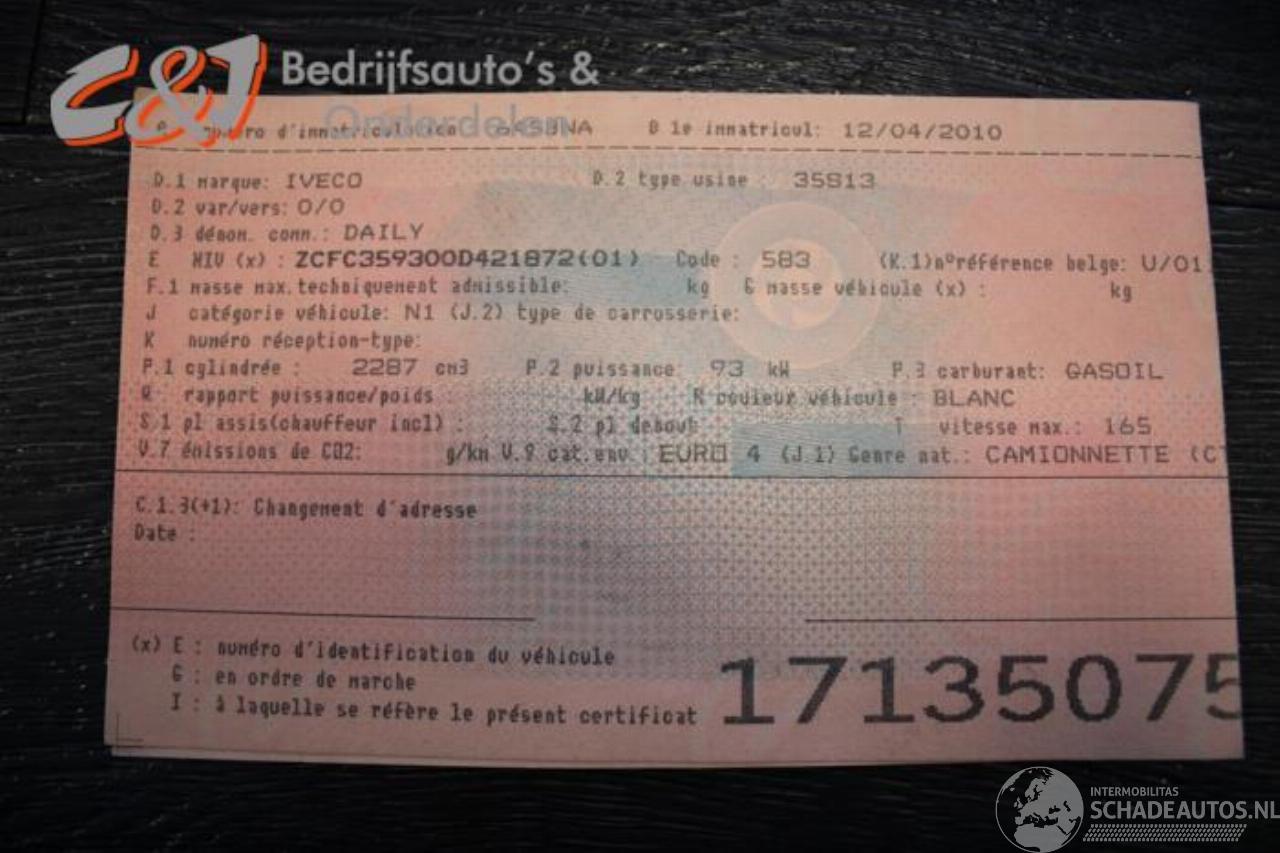 C&J Bedrijfsauto's &
Onderdelen
d'immatriculation B 1e immatricul: 12/04/2010
D.1 marque: IVECO D.2 type usine : 35S13
D.2 var/vers: 0/0
D.3 dénom. comm.: DAILY
E NIV (x) : ZCFC359300D421872(01) Code : 583 (K.1)n°référence belge: U/01
F.1 masse max.techniquement admissible: kg G masse véhicule (x) : kg
J catégorie véhicule: N1 (J.2) type de carrosserie:
K numéro réception-type:
P.1 cylindrée : 2287 cm3 P.2 puissance: 93 kW P.3 carburant: GASOIL
Q rapport puissance/poids : kW/kg R couleur véhicule : BLANC
S.1 pl assis(chauffeur incl) : S.2 pl debout T vitesse max.: 165
V.7 émissions de CO2: g/km V.9 cat.env.: EURO 4 (J.1) Genre nat.: CAMIONNETTE (CT
C.1.3(+1): Changement d'adresse
Date :
(x) E : numéro d'identification du véhicule
G : en ordre de marche
I : à laquelle se réfère le présent certificat
17135075
INTERMOBILITAS
SCHADEAUTOS.NL